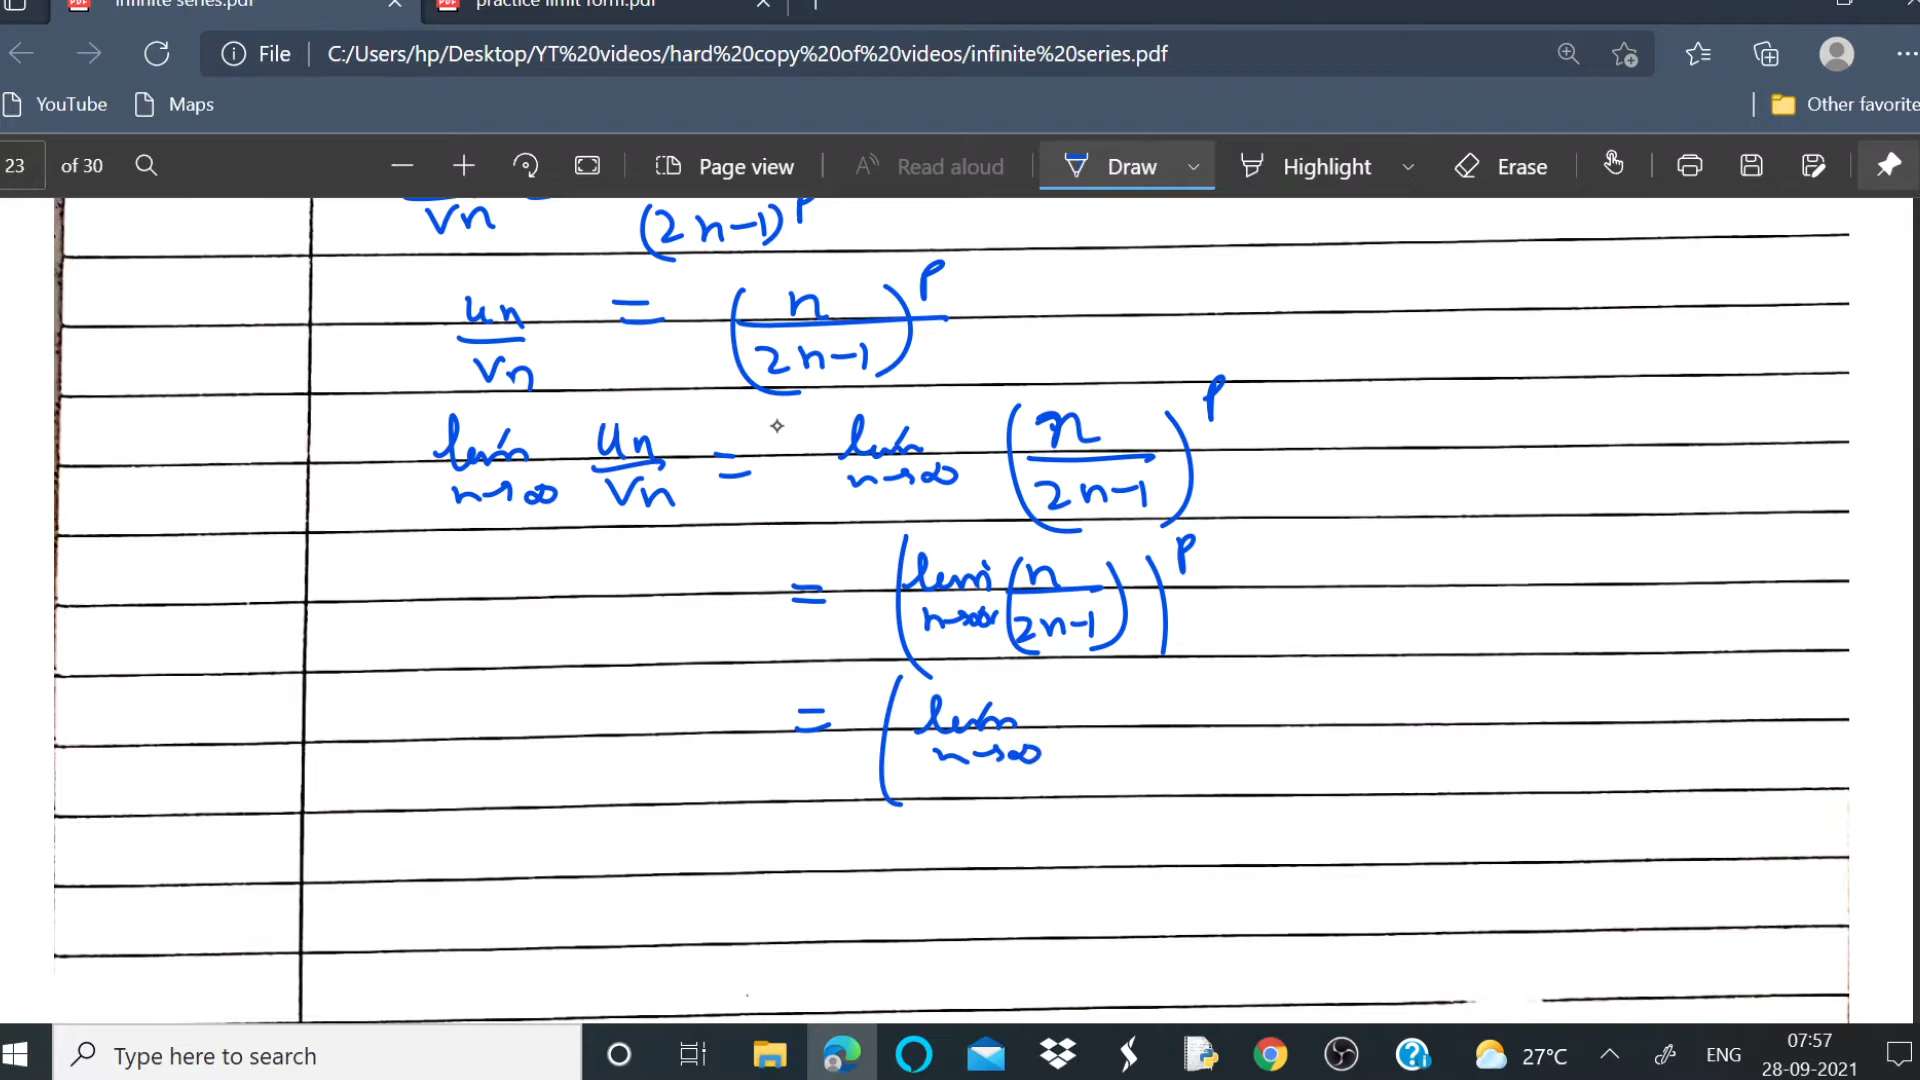 infinite series.pdf practice limit form.pdf
File C:/Users/hp/Desktop/YT%20videos/hard%20copy%20of%20videos/infinite%20series.pdf
YouTube Maps Other favorite
23 of 30 Page view Read aloud Draw Highlight Erase
Vn (2n-1)^p
un/Vn = (n/(2n-1))^p
lim n→∞ Un/Vn = lim n→∞ (n/(2n-1))^p
= (lim n→∞ (n/(2n-1)))^p
= (lim n→∞
Type here to search 27°C ENG 07:57
28-09-2021